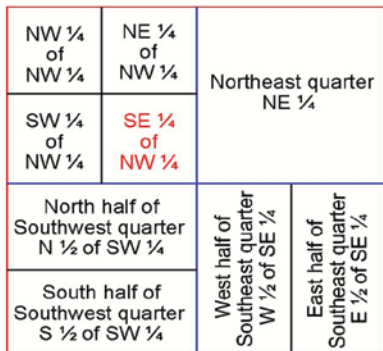 NW ¼
of
NW ¼
NE ¼
of
NW ¼
Northeast quarter
NE ¼
SW ¼
of
NW ¼
SE ¼
of
NW ¼
North half of
Southwest quarter
N ½ of SW ¼
South half of
Southwest quarter
S ½ of SW ¼
West half of
Southeast quarter
W ½ of SE ¼
East half of
Southeast quarter
E ½ of SE ¼